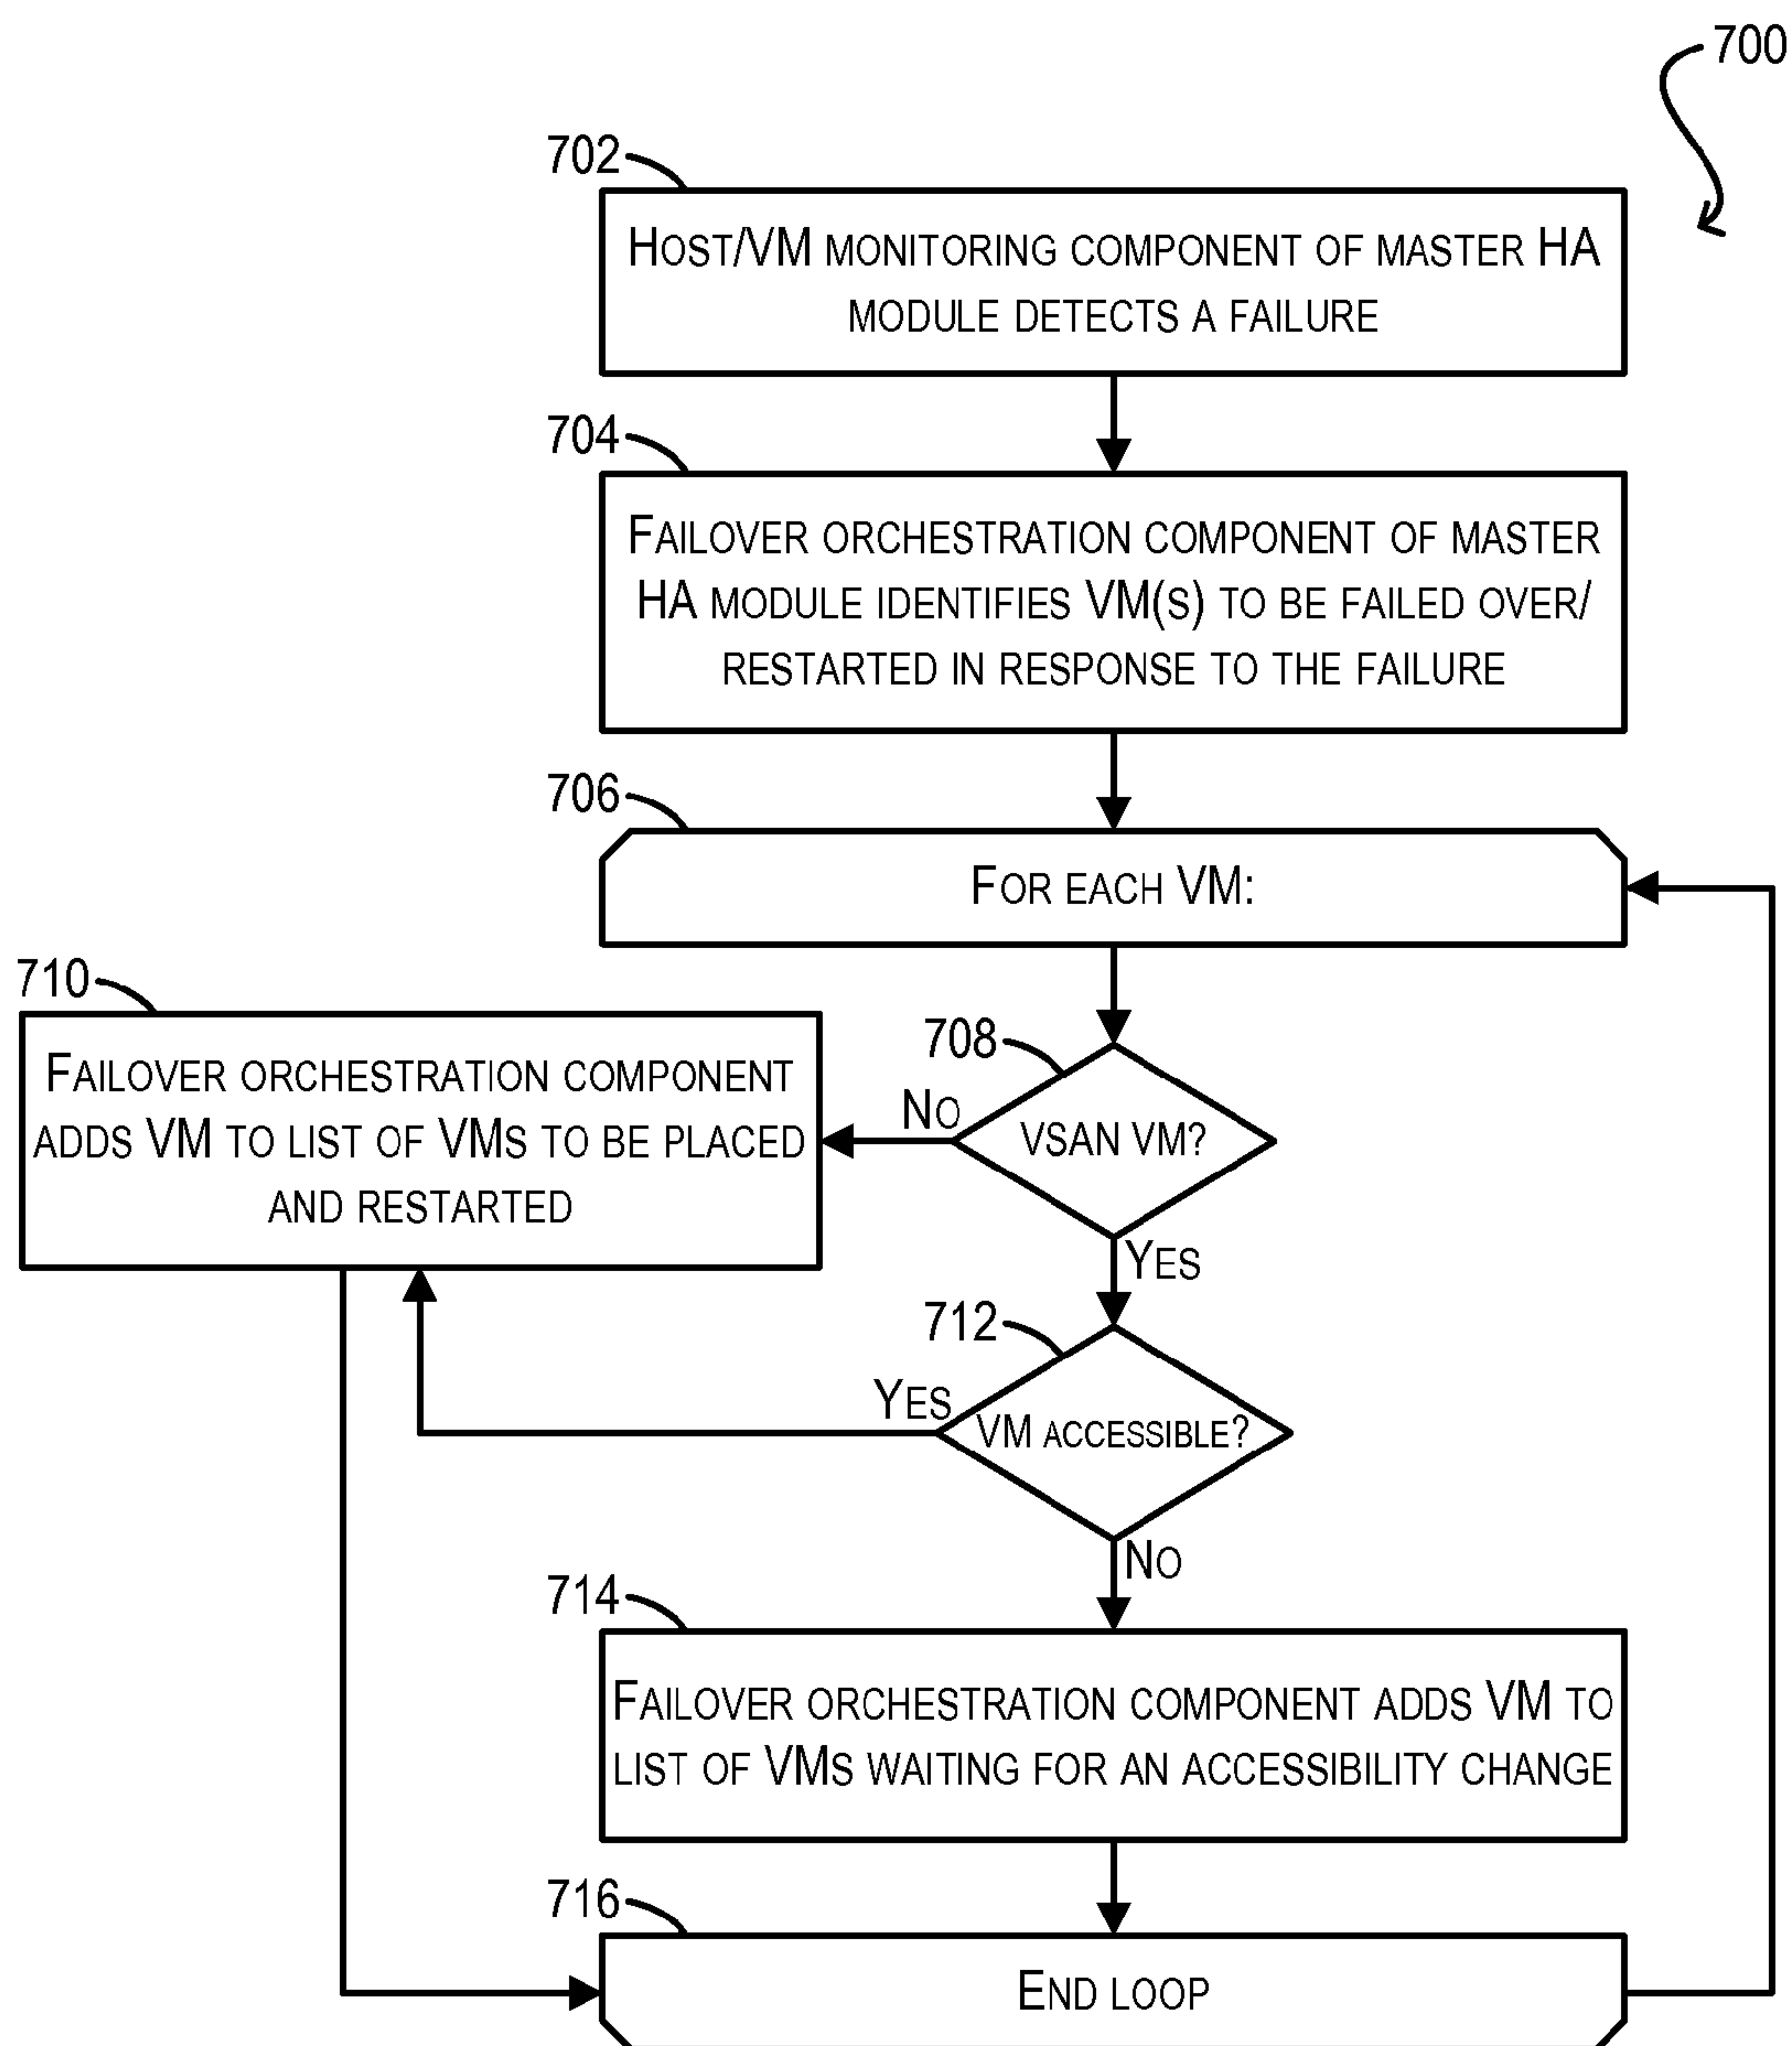 700
702
HOST/VM MONITORING COMPONENT OF MASTER HA
MODULE DETECTS A FAILURE
704
FAILOVER ORCHESTRATION COMPONENT OF MASTER
HA MODULE IDENTIFIES VM(S) TO BE FAILED OVER/
RESTARTED IN RESPONSE TO THE FAILURE
706
FOR EACH VM:
710
FAILOVER ORCHESTRATION COMPONENT
ADDS VM TO LIST OF VMS TO BE PLACED
AND RESTARTED
708
NO
VSAN VM?
YES
712
YES
VM ACCESSIBLE?
NO
714
FAILOVER ORCHESTRATION COMPONENT ADDS VM TO
LIST OF VMS WAITING FOR AN ACCESSIBILITY CHANGE
716
END LOOP